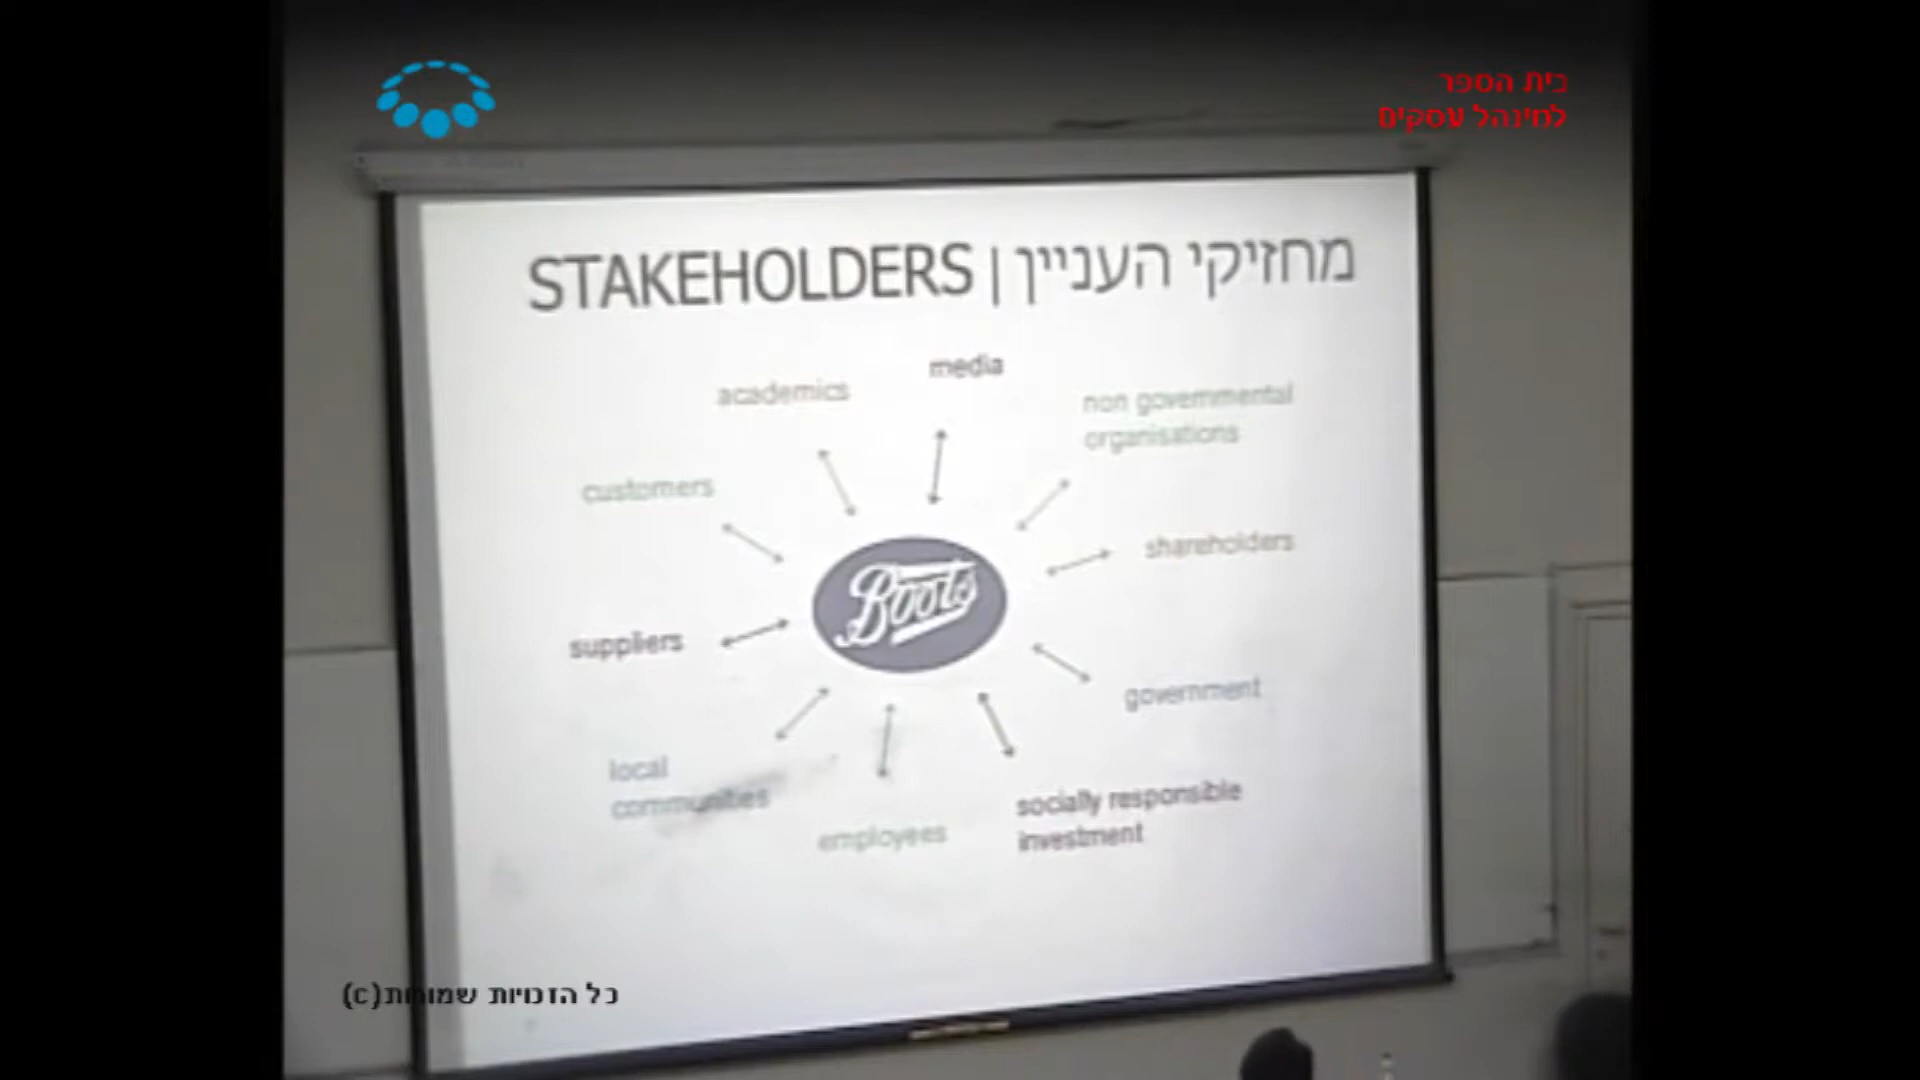 בית הספר
למינהל עסקים
STAKEHOLDERS | מחזיקי העניין
media
academics
non governmental
organisations
customers
shareholders
Boots
suppliers
government
local
communities
socially responsible
investment
employees
כל הזכויות שמורות(c)